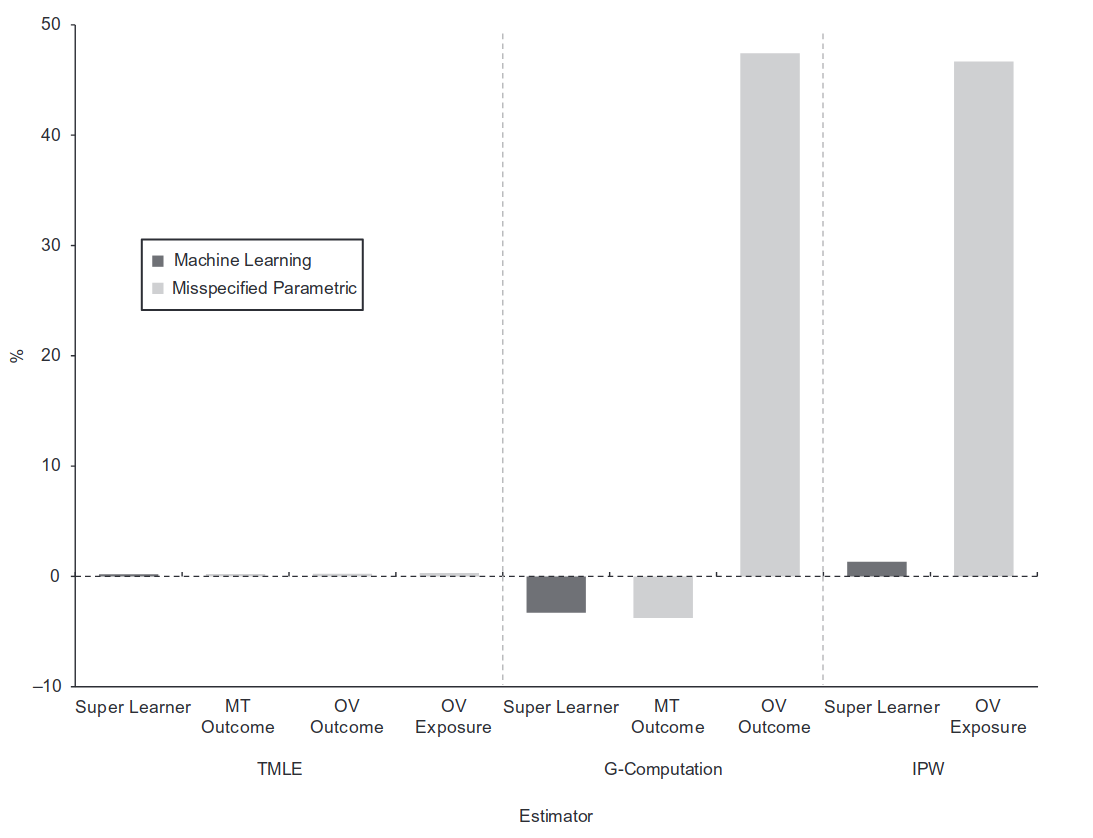 50
40
30
20
10
0
–10
%
Machine Learning
Misspecified Parametric
Super Learner
MT
Outcome
OV
Outcome
OV
Exposure
Super Learner
MT
Outcome
OV
Outcome
Super Learner
OV
Exposure
TMLE
G-Computation
IPW
Estimator